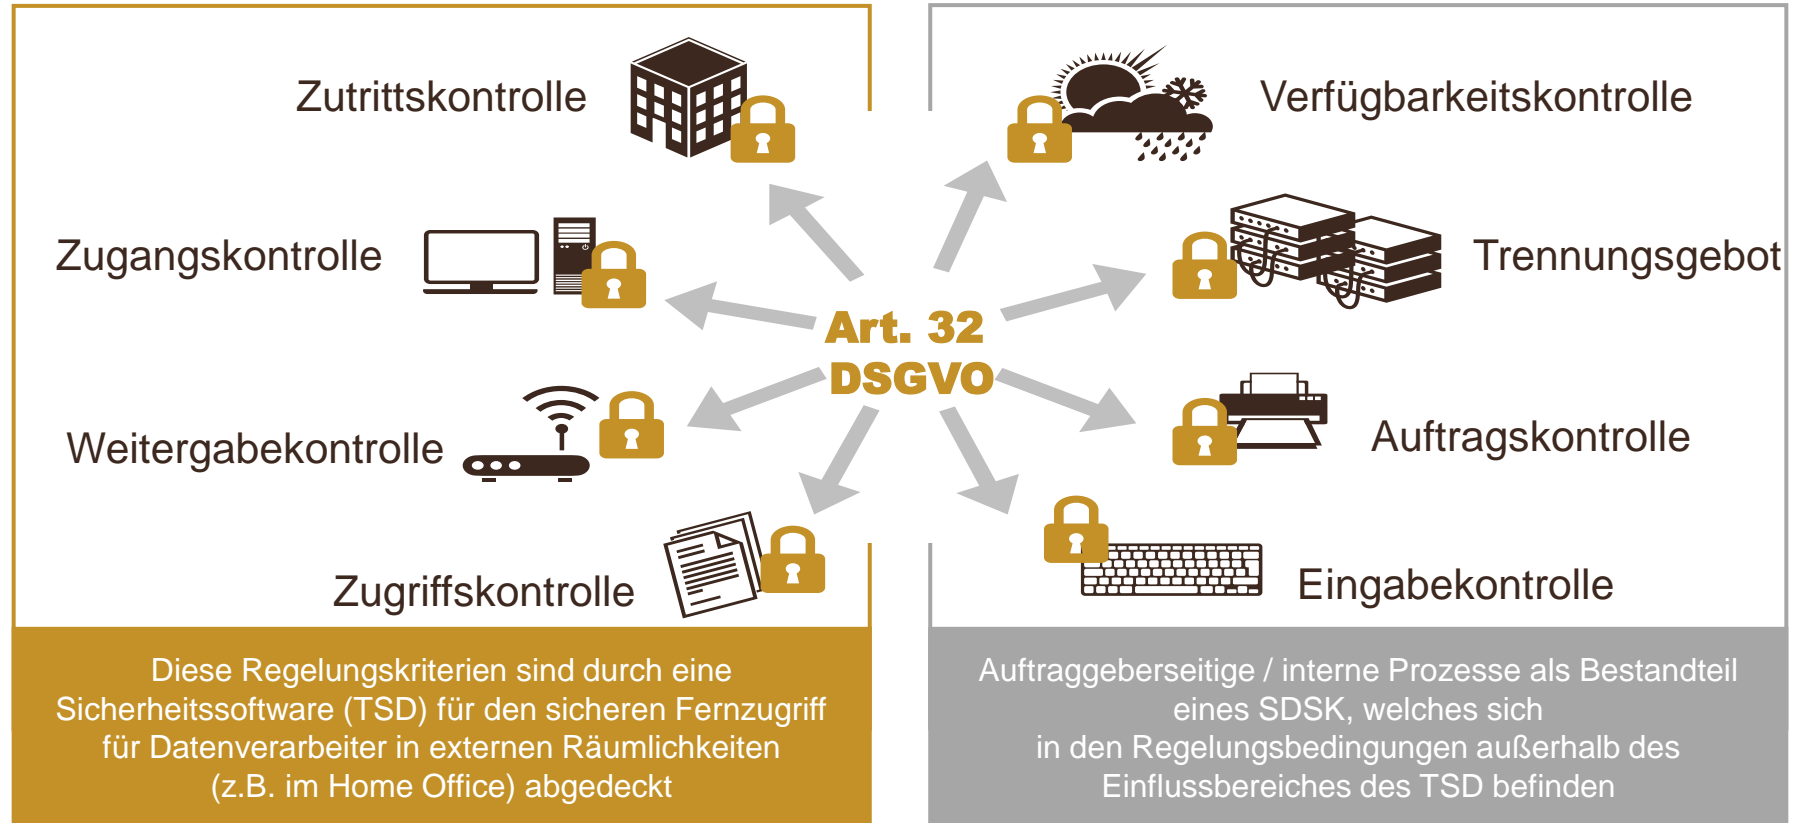 Zutrittskontrolle
Zugangskontrolle
Weitergabekontrolle
Zugriffskontrolle
Diese Regelungskriterien sind durch eine
Sicherheitssoftware (TSD) für den sicheren Fernzugriff
für Datenverarbeiter in externen Räumlichkeiten
(z.B. im Home Office) abgedeckt
Art. 32
DSGVO
Verfügbarkeitskontrolle
Trennungsgebot
Auftragskontrolle
Eingabekontrolle
Auftraggeberseitige / interne Prozesse als Bestandteil
eines SDSK, welches sich
in den Regelungsbedingungen außerhalb des
Einflussbereiches des TSD befinden